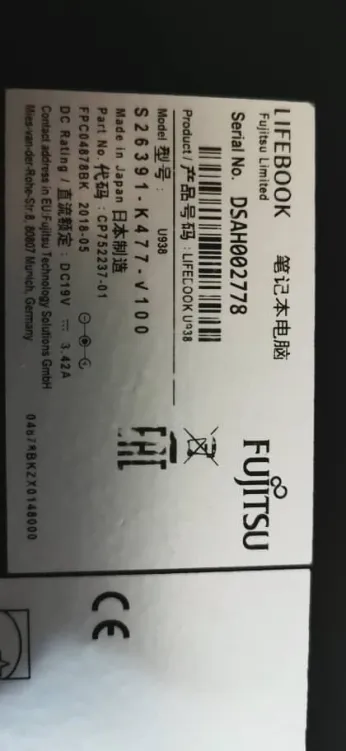 LIFEBOOK 笔记本电脑
Fujitsu Limited
FUJITSU
Serial No. DSAH002778
Product / 产品号码 : LIFEBOOK U938
Model 型号 : U938
S26391-K477-V100
Made in Japan 日本制造
Part No. 代码 : CP752237-01
FPC04878BK 2018-05
DC Rating / 直流额定 : DC19V ⎓ 3.42A
Contact address in EU:Fujitsu Technology Solutions GmbH
Mies-van-der-Rohe-Str.8, 80807 Munich, Germany
EAC
CE